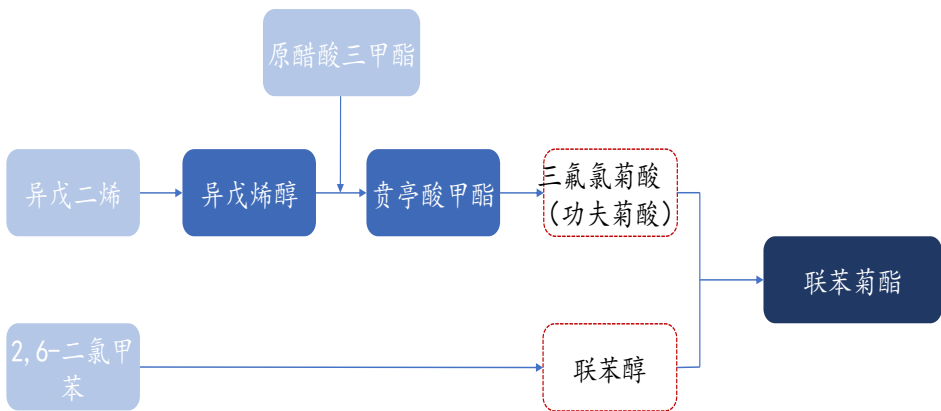 原醋酸三甲酯
异戊二烯
异戊烯醇
贲亭酸甲酯
三氟氯菊酸
(功夫菊酸)
联苯菊酯
2,6-二氯甲
苯
联苯醇